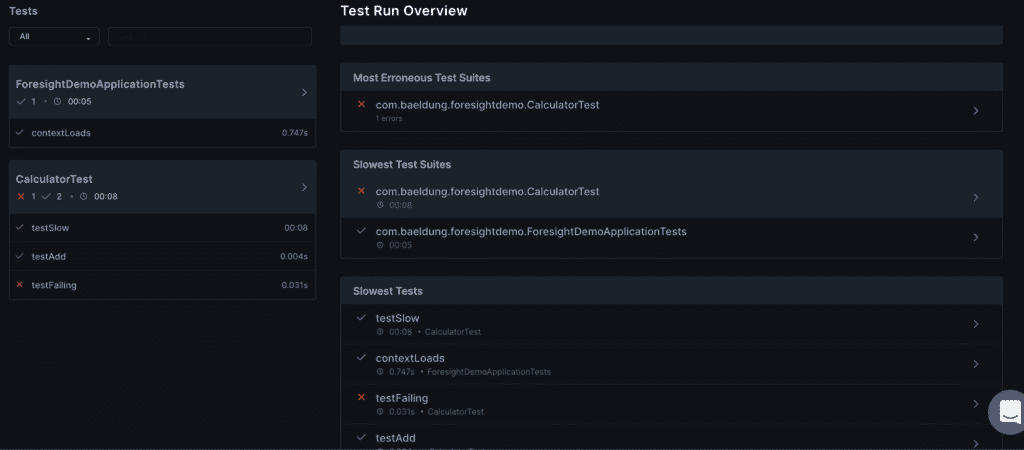 Tests
All
ForesightDemoApplicationTests
1 • 00:05
contextLoads 0.747s
CalculatorTest
1 2 • 00:08
testSlow 00:08
testAdd 0.004s
testFailing 0.031s
Test Run Overview
Most Erroneous Test Suites
com.baeldung.foresightdemo.CalculatorTest
1 errors
Slowest Test Suites
com.baeldung.foresightdemo.CalculatorTest
00:08
com.baeldung.foresightdemo.ForesightDemoApplicationTests
00:05
Slowest Tests
testSlow
00:08 • CalculatorTest
contextLoads
0.747s • ForesightDemoApplicationTests
testFailing
0.031s • CalculatorTest
testAdd